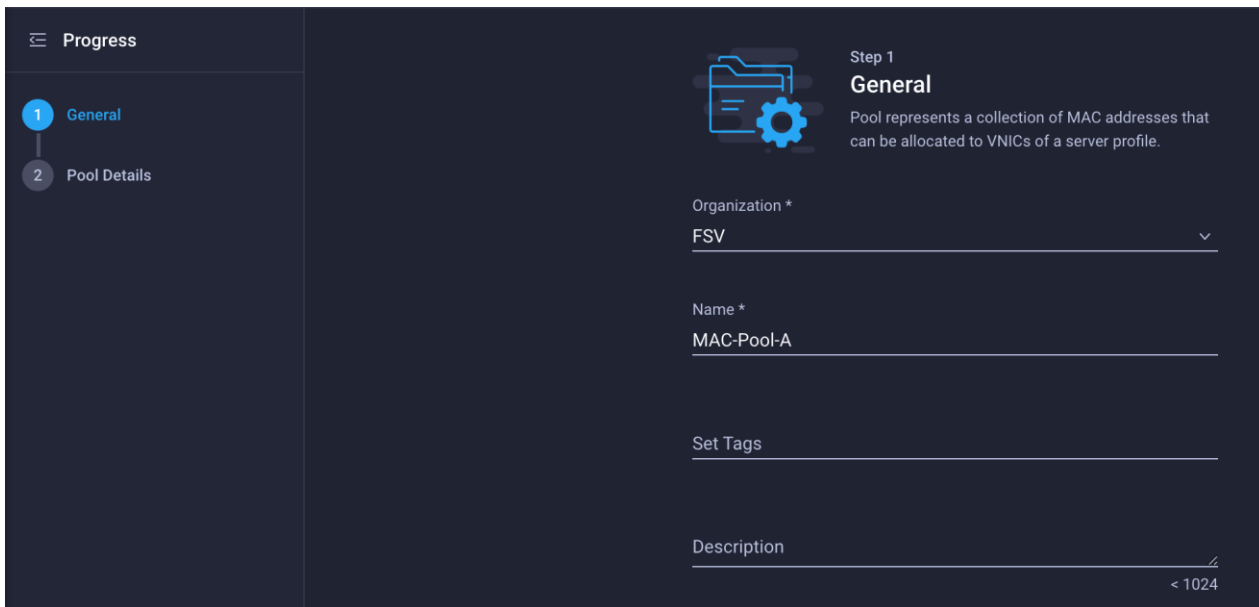 Progress
1 General
2 Pool Details
Step 1
General
Pool represents a collection of MAC addresses that
can be allocated to VNICs of a server profile.
Organization *
FSV
Name *
MAC-Pool-A
Set Tags
Description
< 1024